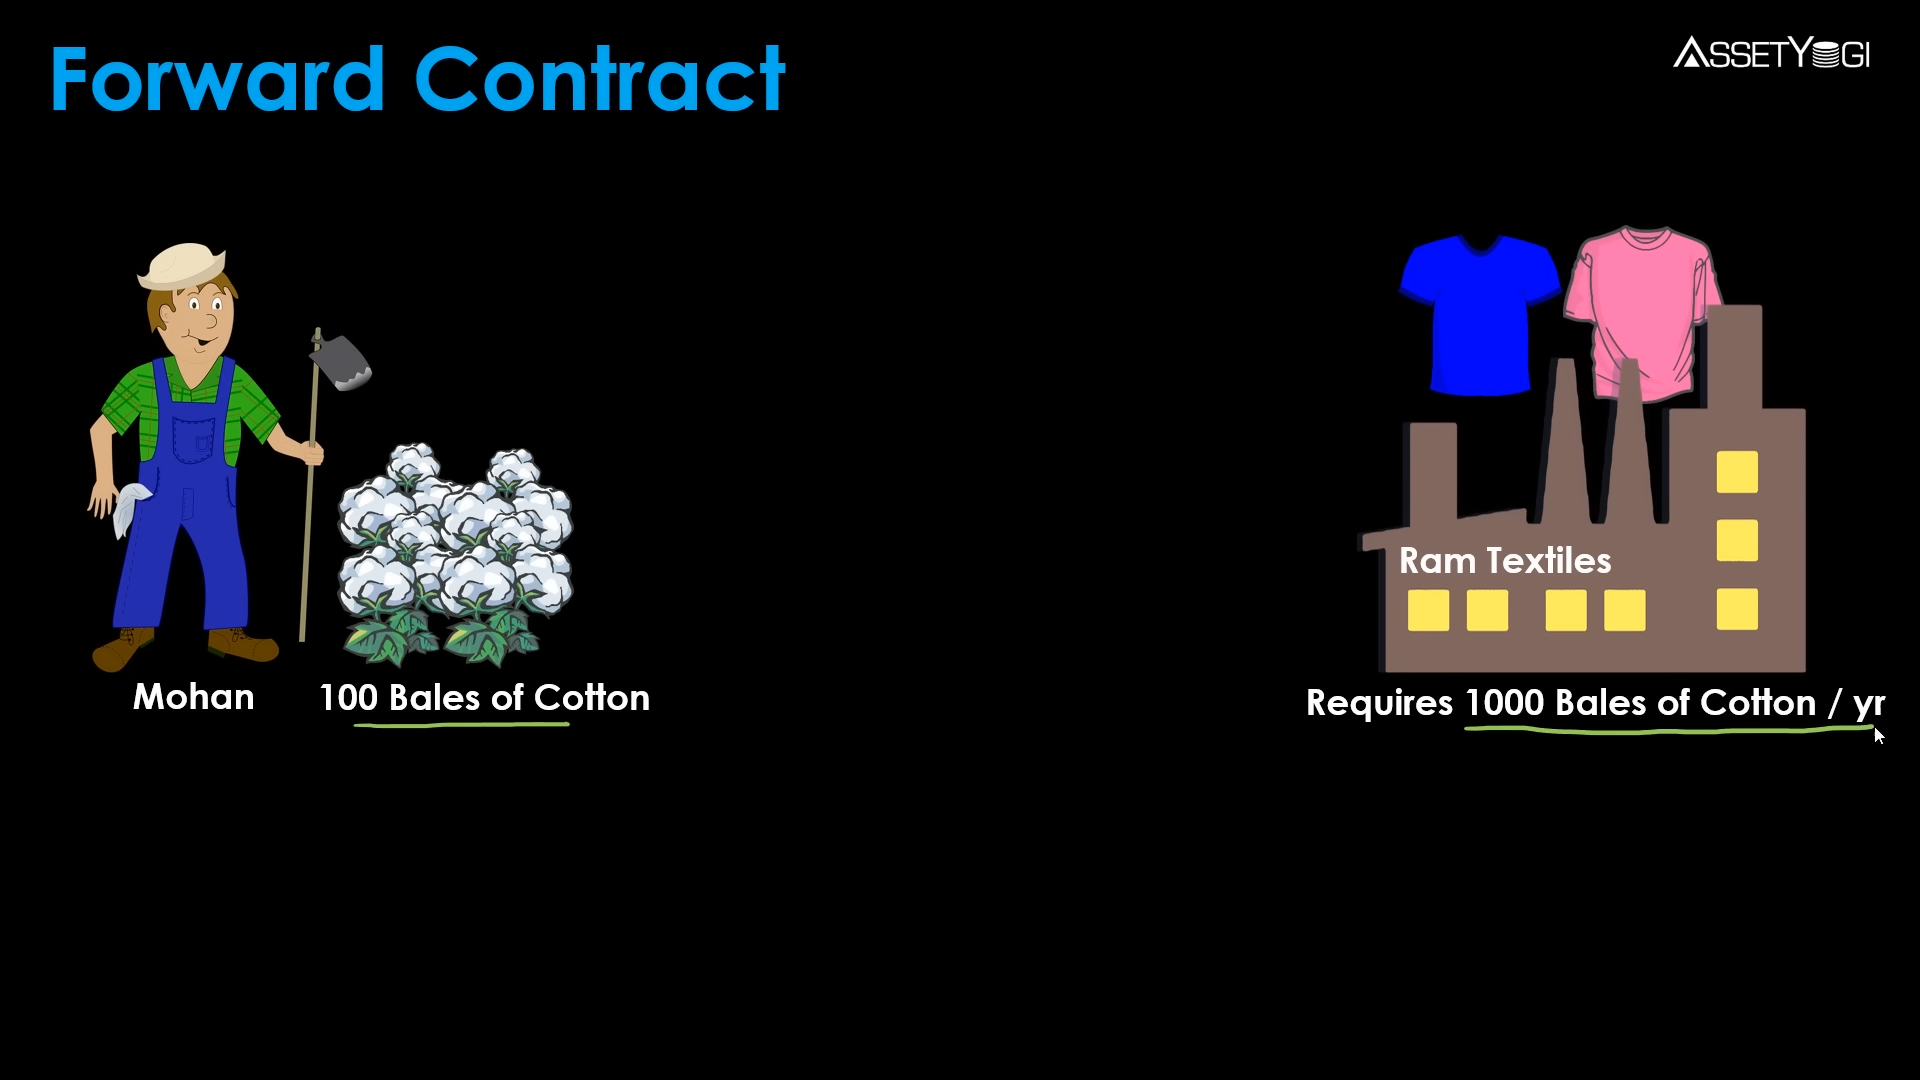 Forward Contract
ASSETYOGI
Ram Textiles
Mohan
100 Bales of Cotton
Requires 1000 Bales of Cotton / yr